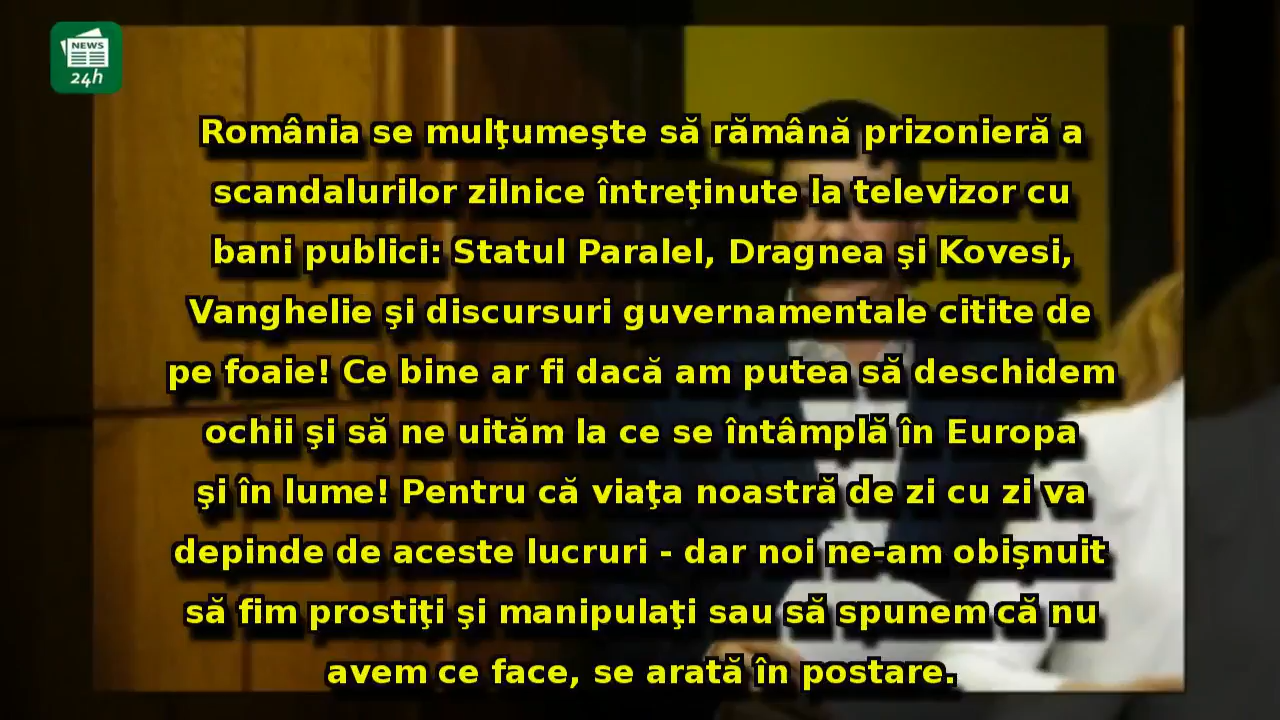 NEWS
24h
România se mulţumeşte să rămână prizonieră a
scandalurilor zilnice întreţinute la televizor cu
bani publici: Statul Paralel, Dragnea şi Kovesi,
Vanghelie şi discursuri guvernamentale citite de
pe foaie! Ce bine ar fi dacă am putea să deschidem
ochii şi să ne uităm la ce se întâmplă în Europa
şi în lume! Pentru că viaţa noastră de zi cu zi va
depinde de aceste lucruri - dar noi ne-am obişnuit
să fim prostiţi şi manipulaţi sau să spunem că nu
avem ce face, se arată în postare.